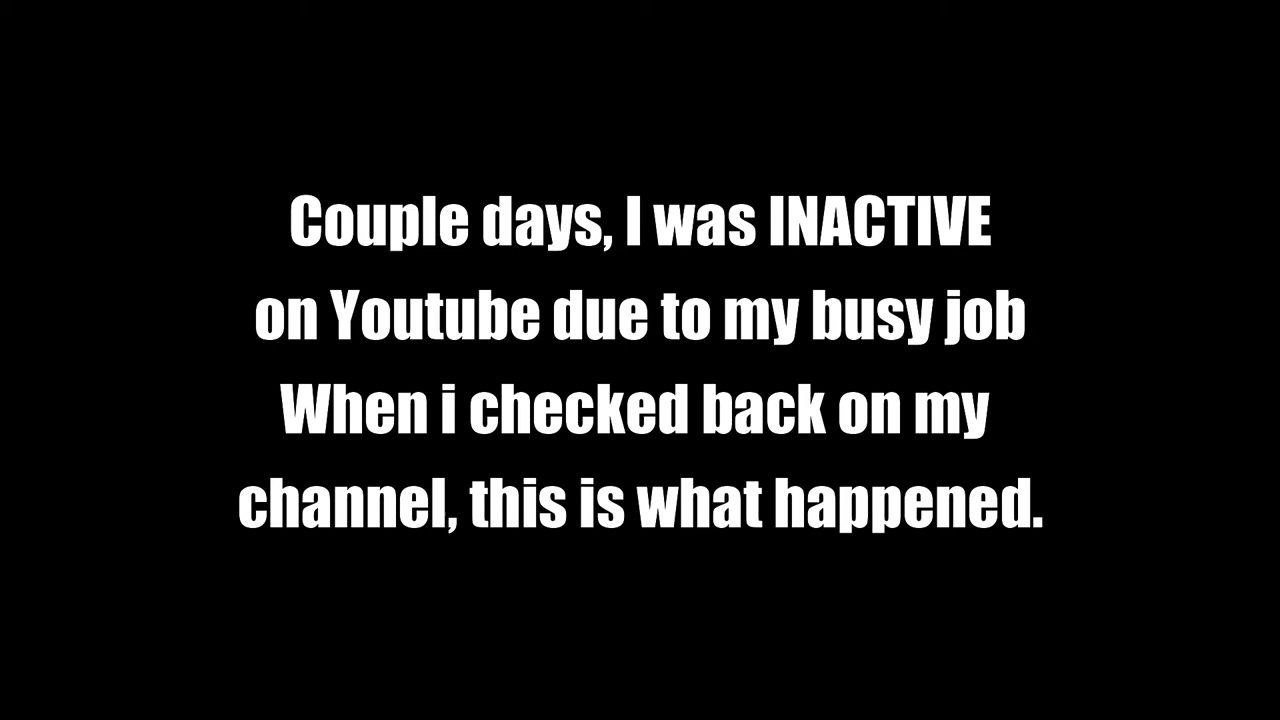 Couple days, I was INACTIVE
on Youtube due to my busy job
When i checked back on my
channel, this is what happened.